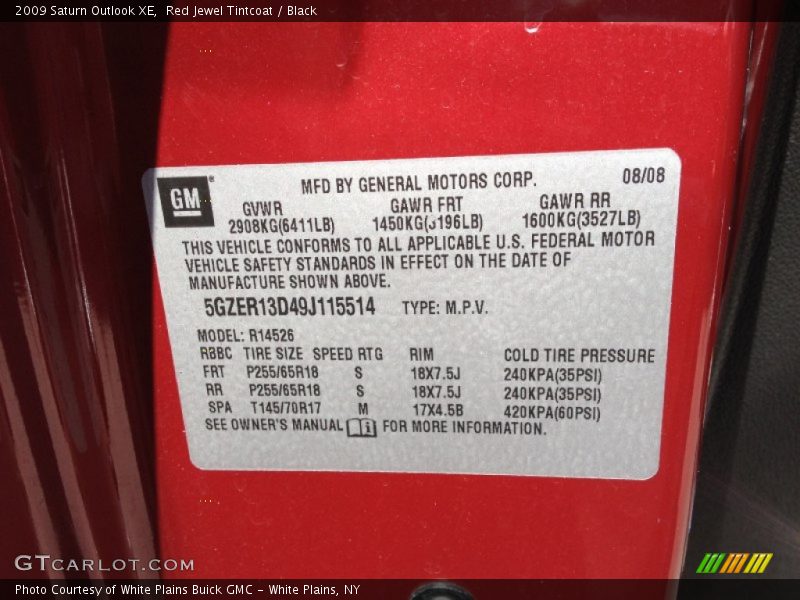 2009 Saturn Outlook XE, Red Jewel Tintcoat / Black
GM
MFD BY GENERAL MOTORS CORP. 08/08
GVWR GAWR FRT GAWR RR
2908KG(6411LB) 1450KG(3196LB) 1600KG(3527LB)
THIS VEHICLE CONFORMS TO ALL APPLICABLE U.S. FEDERAL MOTOR
VEHICLE SAFETY STANDARDS IN EFFECT ON THE DATE OF
MANUFACTURE SHOWN ABOVE.
5GZER13D49J115514 TYPE: M.P.V.
MODEL: R14526
RBBC TIRE SIZE SPEED RTG RIM COLD TIRE PRESSURE
FRT P255/65R18 S 18X7.5J 240KPA(35PSI)
RR P255/65R18 S 18X7.5J 240KPA(35PSI)
SPA T145/70R17 M 17X4.5B 420KPA(60PSI)
SEE OWNER'S MANUAL FOR MORE INFORMATION.
GTCARLOT.COM
Photo Courtesy of White Plains Buick GMC - White Plains, NY